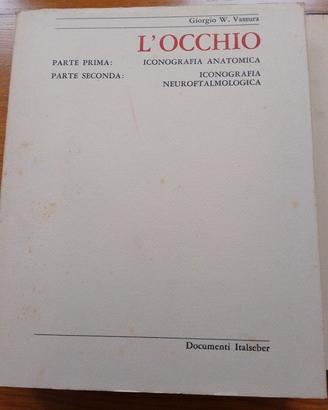 Giorgio W. Vassura
L'OCCHIO
PARTE PRIMA: ICONOGRAFIA ANATOMICA
PARTE SECONDA: ICONOGRAFIA
NEUROFTALMOLOGICA
Documenti Italseber